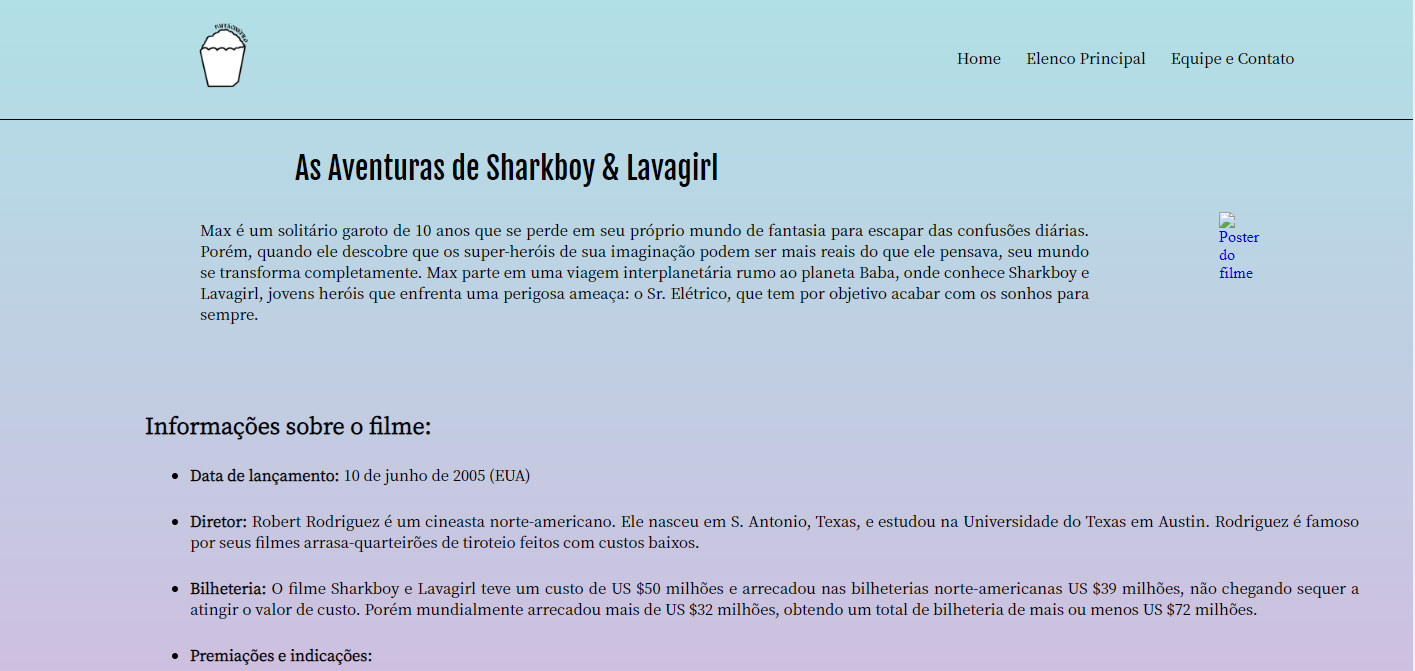 Home Elenco Principal Equipe e Contato
As Aventuras de Sharkboy & Lavagirl
Max é um solitário garoto de 10 anos que se perde em seu próprio mundo de fantasia para escapar das confusões diárias.
Porém, quando ele descobre que os super-heróis de sua imaginação podem ser mais reais do que ele pensava, seu mundo
se transforma completamente. Max parte em uma viagem interplanetária rumo ao planeta Baba, onde conhece Sharkboy e
Lavagirl, jovens heróis que enfrenta uma perigosa ameaça: o Sr. Elétrico, que tem por objetivo acabar com os sonhos para
sempre.
Poster
do
filme
Informações sobre o filme:
Data de lançamento: 10 de junho de 2005 (EUA)
Diretor: Robert Rodriguez é um cineasta norte-americano. Ele nasceu em S. Antonio, Texas, e estudou na Universidade do Texas em Austin. Rodriguez é famoso
por seus filmes arrasa-quarteirões de tiroteio feitos com custos baixos.
Bilheteria: O filme Sharkboy e Lavagirl teve um custo de US $50 milhões e arrecadou nas bilheterias norte-americanas US $39 milhões, não chegando sequer a
atingir o valor de custo. Porém mundialmente arrecadou mais de US $32 milhões, obtendo um total de bilheteria de mais ou menos US $72 milhões.
Premiações e indicações: